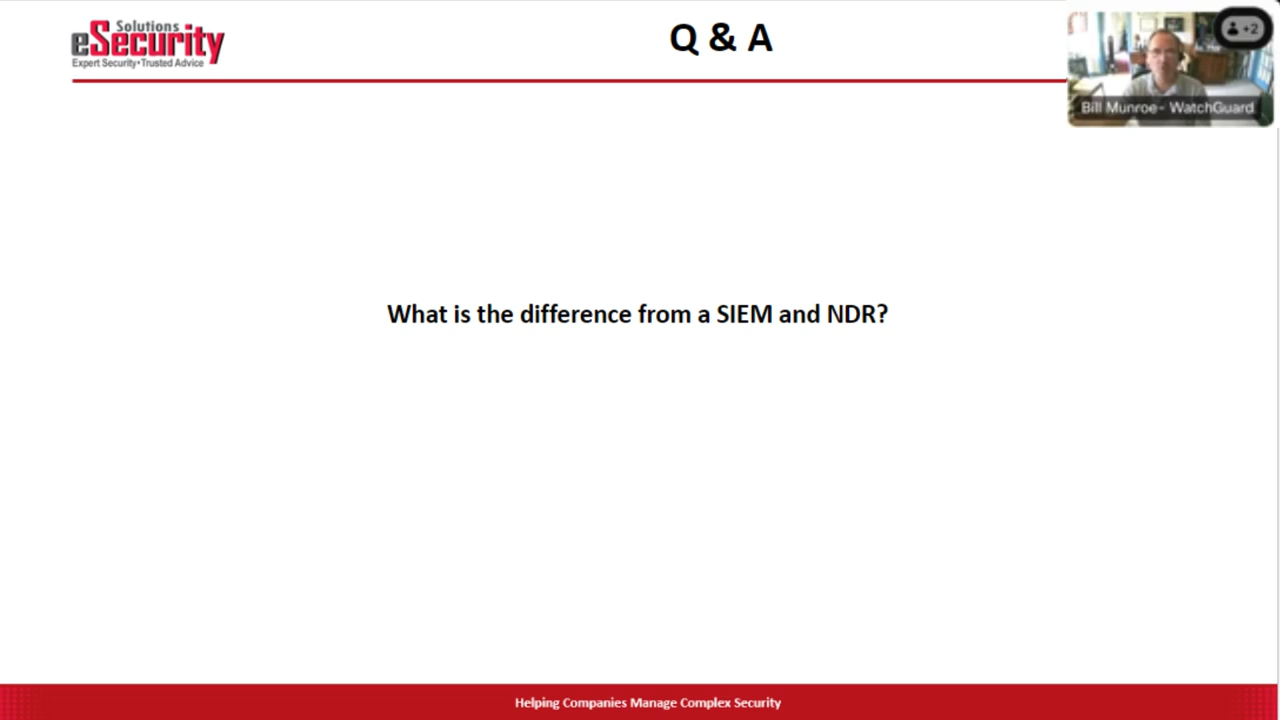 Solutions
eSecurity
Expert Security•Trusted Advice
Q & A
+2
Bill Munroe- WatchGuard
What is the difference from a SIEM and NDR?
Helping Companies Manage Complex Security